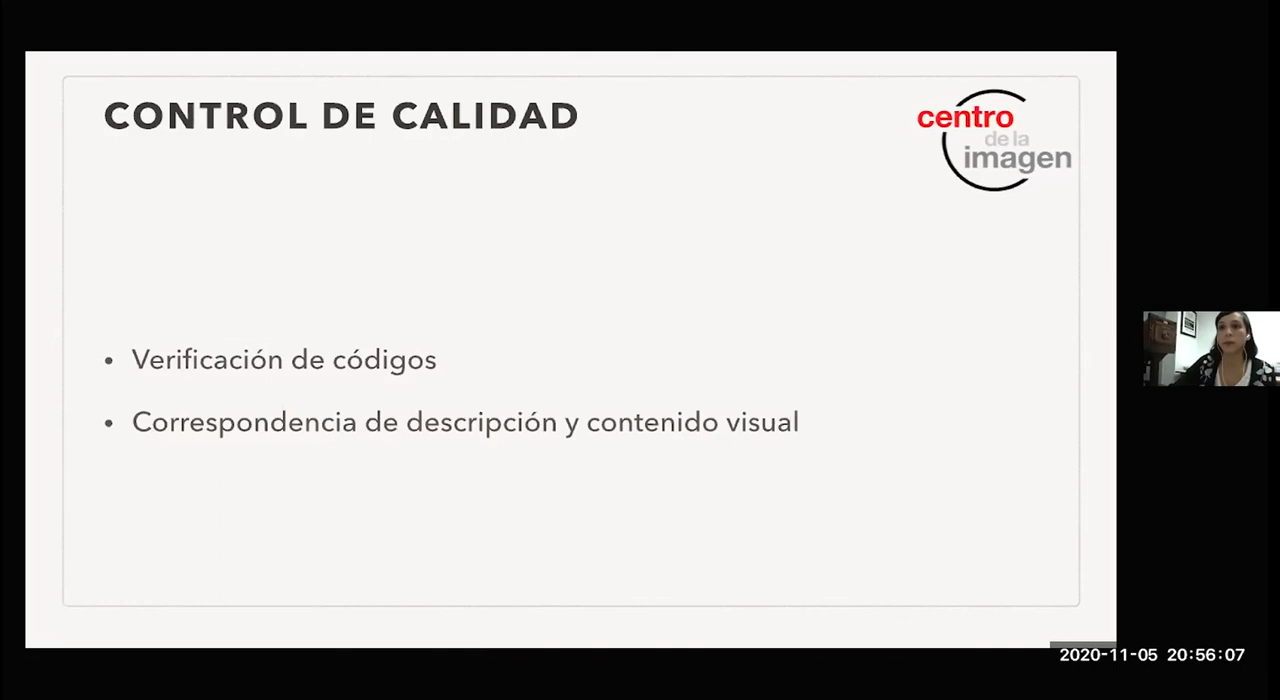 CONTROL DE CALIDAD
centro
de la
imagen
• Verificación de códigos
• Correspondencia de descripción y contenido visual
2020-11-05 20:56:07